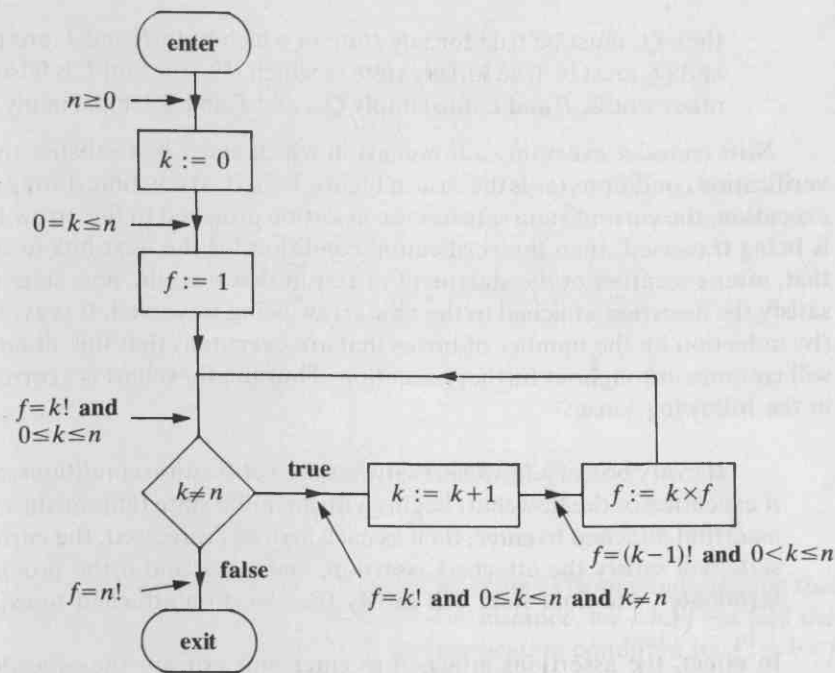 enter
n≥0
k := 0
0=k≤n
f := 1
f=k! and
0≤k≤n
k≠n
true
k := k+1
f := k×f
f=(k−1)! and 0<k≤n
false
f=k! and 0≤k≤n and k≠n
f=n!
exit